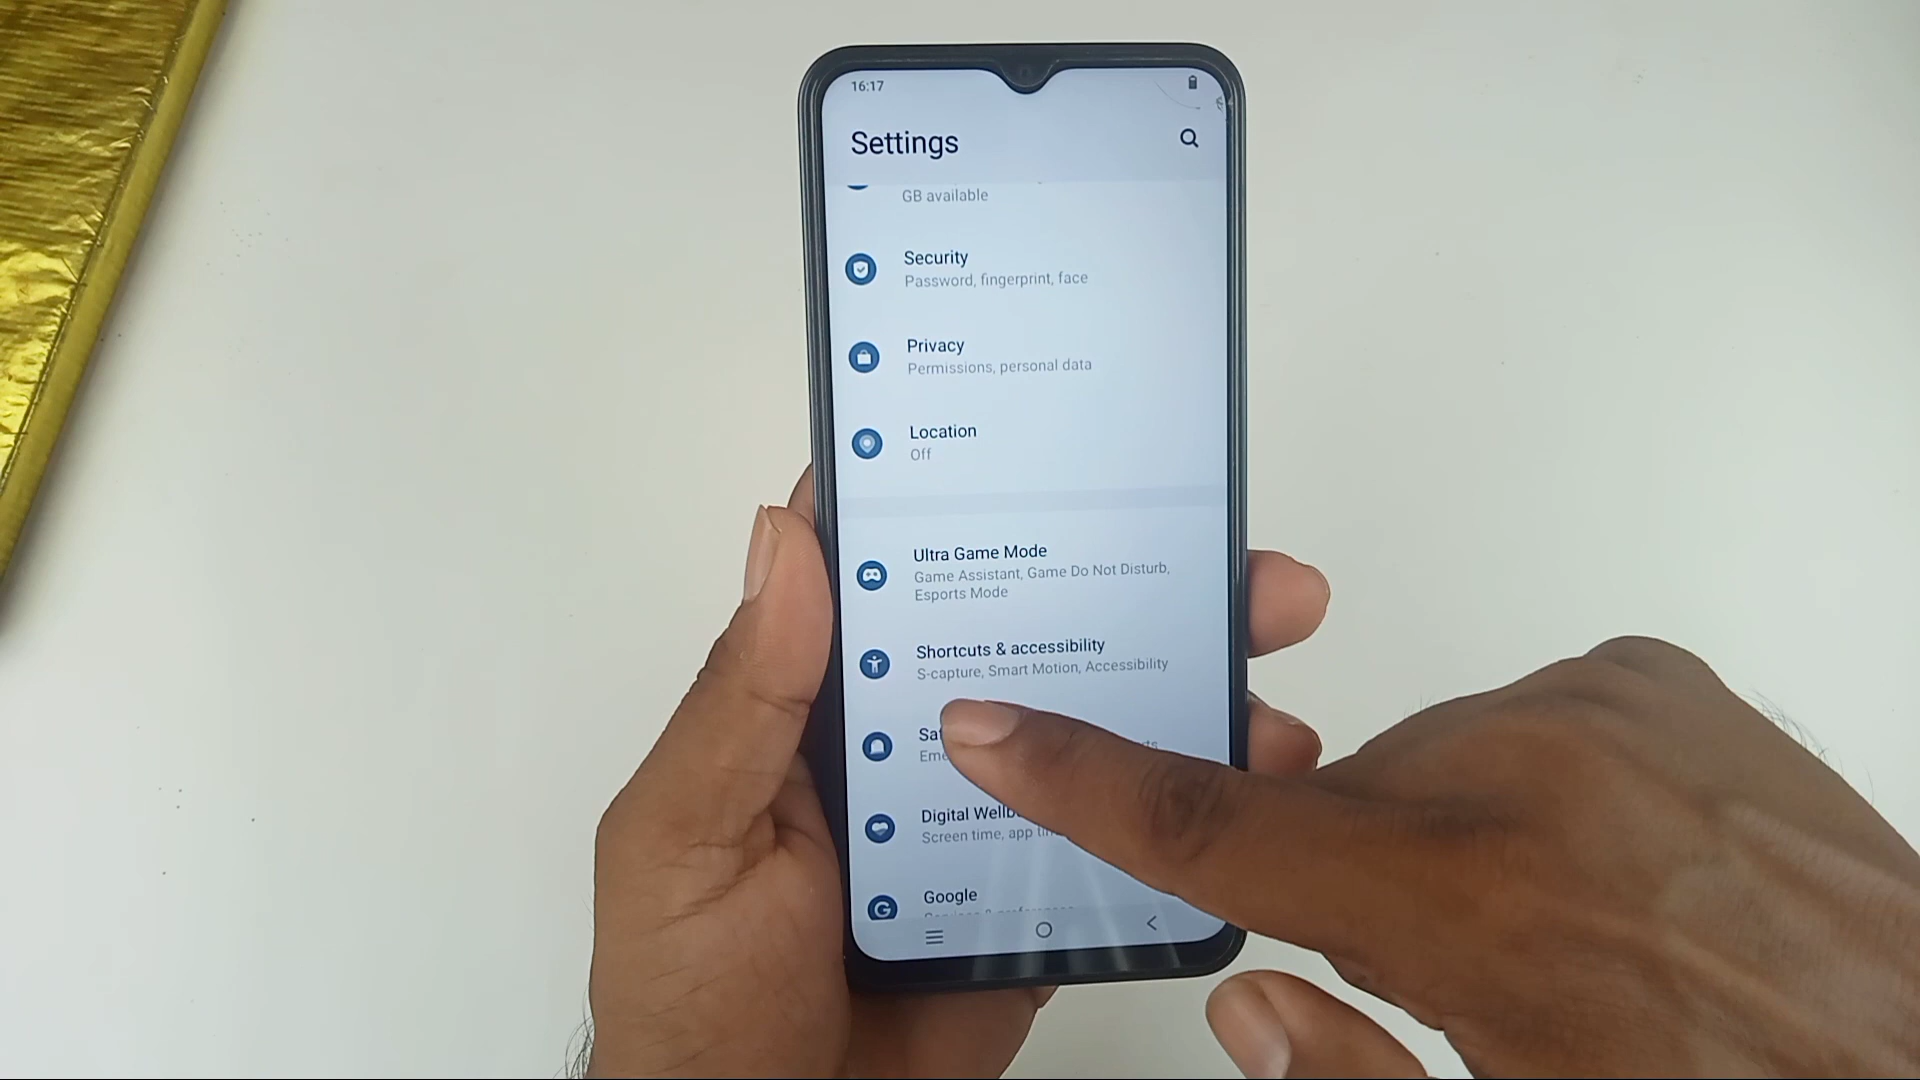 16:17
Settings
GB available
Security
Password, fingerprint, face
Privacy
Permissions, personal data
Location
Off
Ultra Game Mode
Game Assistant, Game Do Not Disturb,
Esports Mode
Shortcuts & accessibility
S-capture, Smart Motion, Accessibility
Digital
Screen time, app
Google